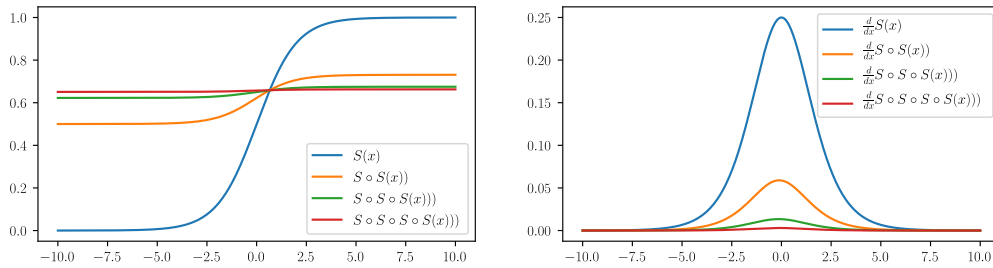 1.0
0.8
0.6
0.4
0.2
0.0
−10.0 −7.5 −5.0 −2.5 0.0 2.5 5.0 7.5 10.0
S(x)
S ∘ S(x))
S ∘ S ∘ S(x)))
S ∘ S ∘ S ∘ S(x)))
0.25
0.20
0.15
0.10
0.05
0.00
−10.0 −7.5 −5.0 −2.5 0.0 2.5 5.0 7.5 10.0
d/dx S(x)
d/dx S ∘ S(x))
d/dx S ∘ S ∘ S(x)))
d/dx S ∘ S ∘ S ∘ S(x)))